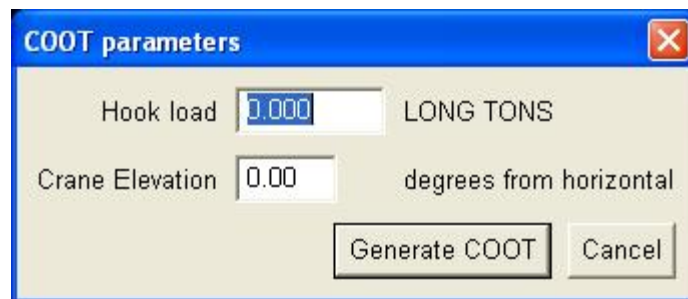 COOT parameters
Hook load 0.000 LONG TONS
Crane Elevation 0.00 degrees from horizontal
Generate COOT Cancel